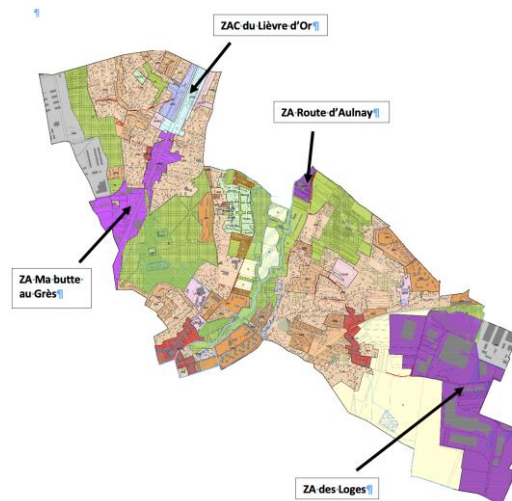 ¶
ZAC·du·Lièvre·d'Or¶
ZA·Route·d'Aulnay¶
ZA·Ma·butte·
au·Grès¶
ZA·des·Loges¶